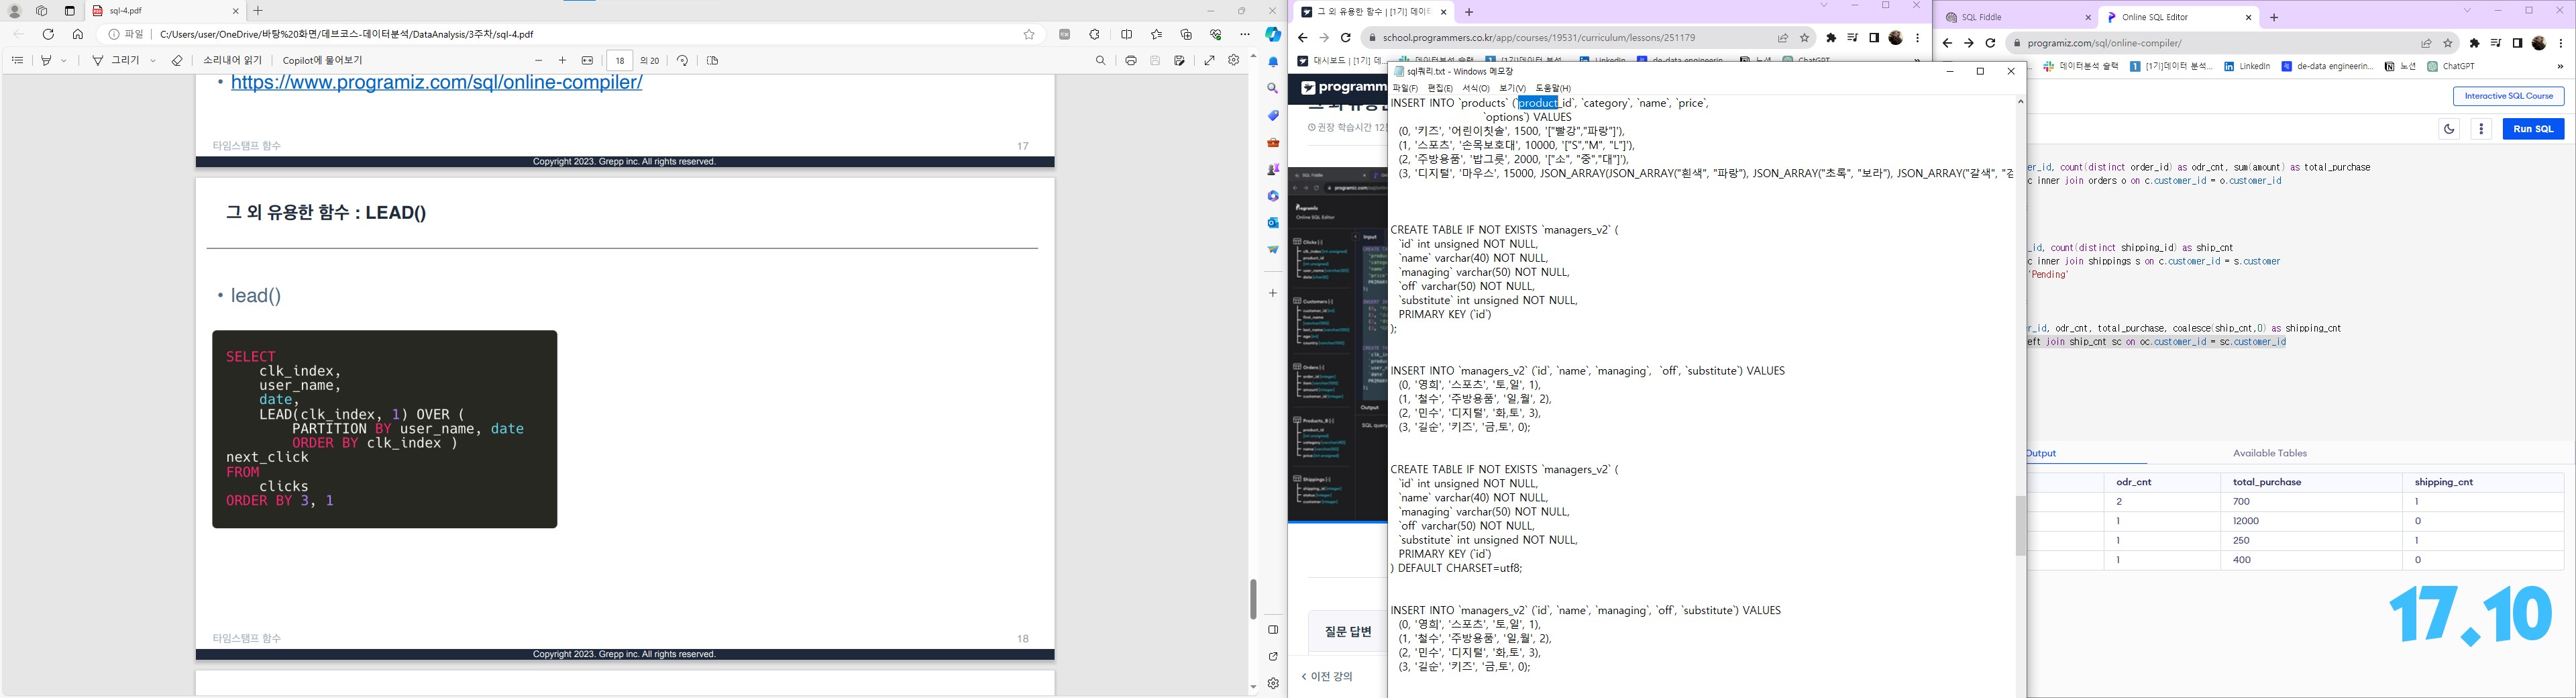 sql-4.pdf
파일
C:/Users/user/OneDrive/바탕%20화면/데브코스-데이터분석/DataAnalysis/3주차/sql-4.pdf
그리기
소리내어 읽기
Copilot에 물어보기
18
의 20
• https://www.programiz.com/sql/online-compiler/
타임스탬프 함수
17
Copyright 2023. Grepp inc. All rights reserved.
그 외 유용한 함수 : LEAD()
• lead()
SELECT
clk_index,
user_name,
date,
LEAD(clk_index, 1) OVER (
PARTITION BY user_name, date
ORDER BY clk_index )
next_click
FROM
clicks
ORDER BY 3, 1
타임스탬프 함수
18
Copyright 2023. Grepp inc. All rights reserved.
그 외 유용한 함수 | [1기] 데이터
school.programmers.co.kr/app/courses/19531/curriculum/lessons/251179
대시보드 | [1기] 데...
programm
권장 학습시간 12
질문 답변
이전 강의
sql쿼리.txt - Windows 메모장
파일(F) 편집(E) 서식(O) 보기(V) 도움말(H)
INSERT INTO `products` (`product_id`, `category`, `name`, `price`,
`options`) VALUES
(0, '키즈', '어린이칫솔', 1500, '["빨강","파랑"]'),
(1, '스포츠', '손목보호대', 10000, '["S","M", "L"]'),
(2, '주방용품', '밥그릇', 2000, '["소", "중","대"]'),
(3, '디지털', '마우스', 15000, JSON_ARRAY(JSON_ARRAY("흰색", "파랑"), JSON_ARRAY("초록", "보라"), JSON_ARRAY("갈색", "검
CREATE TABLE IF NOT EXISTS `managers_v2` (
`id` int unsigned NOT NULL,
`name` varchar(40) NOT NULL,
`managing` varchar(50) NOT NULL,
`off` varchar(50) NOT NULL,
`substitute` int unsigned NOT NULL,
PRIMARY KEY (`id`)
);
INSERT INTO `managers_v2` (`id`, `name`, `managing`,  `off`, `substitute`) VALUES
(0, '영희', '스포츠', '토,일', 1),
(1, '철수', '주방용품', '일,월', 2),
(2, '민수', '디지털', '화,토', 3),
(3, '길순', '키즈', '금,토', 0);
CREATE TABLE IF NOT EXISTS `managers_v2` (
`id` int unsigned NOT NULL,
`name` varchar(40) NOT NULL,
`managing` varchar(50) NOT NULL,
`off` varchar(50) NOT NULL,
`substitute` int unsigned NOT NULL,
PRIMARY KEY (`id`)
) DEFAULT CHARSET=utf8;
INSERT INTO `managers_v2` (`id`, `name`, `managing`, `off`, `substitute`) VALUES
(0, '영희', '스포츠', '토,일', 1),
(1, '철수', '주방용품', '일,월', 2),
(2, '민수', '디지털', '화,토', 3),
(3, '길순', '키즈', '금,토', 0);
SQL Fiddle
Online SQL Editor
programiz.com/sql/online-compiler/
데이터분석 슬랙
[1기]데이터 분석...
LinkedIn
de-data engineerin...
노션
ChatGPT
Interactive SQL Course
Run SQL
er_id, count(distinct order_id) as odr_cnt, sum(amount) as total_purchase
c inner join orders o on c.customer_id = o.customer_id
_id, count(distinct shipping_id) as ship_cnt
c inner join shippings s on c.customer_id = s.customer
'Pending'
er_id, odr_cnt, total_purchase, coalesce(ship_cnt,0) as shipping_cnt
eft join ship_cnt sc on oc.customer_id = sc.customer_id
Output
Available Tables
odr_cnt total_purchase shipping_cnt
2 700 1
1 12000 0
1 250 1
1 400 0
17.10